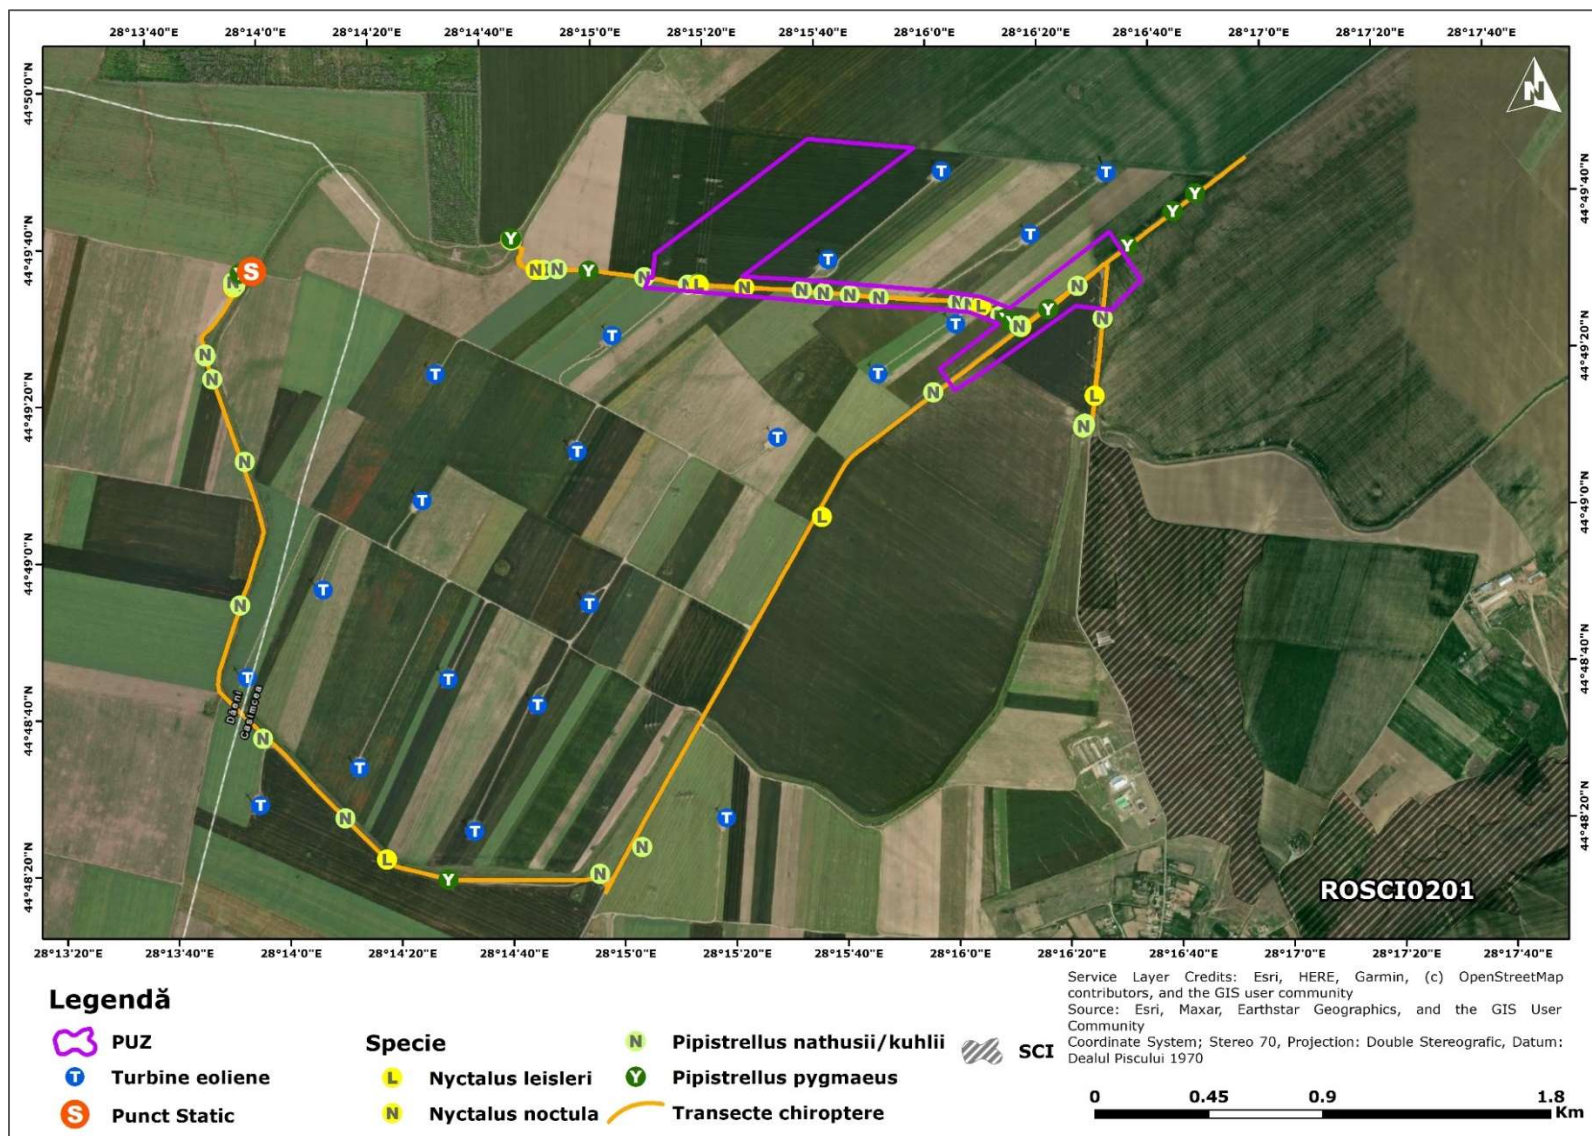 28°13'40"E 28°14'0"E 28°14'20"E 28°14'40"E 28°15'0"E 28°15'20"E 28°15'40"E 28°16'0"E 28°16'20"E 28°16'40"E 28°17'0"E 28°17'20"E 28°17'40"E
N
44°50'0"N
44°49'40"N
44°49'20"N
44°49'0"N
44°48'40"N
44°48'20"N
44°49'40"N
44°49'20"N
44°49'0"N
44°48'40"N
44°48'20"N
T T
Y Y
T Y
Y
T
S
N N N Y N N L N N N N N N N L Y N Y N N
T T
N N T T L
N N
T T
N
T L
T T
N
T T T
Dăeni
Casimcea
N
T
T N T T
L N
Y N
ROSCI0201
28°13'20"E 28°13'40"E 28°14'0"E 28°14'20"E 28°14'40"E 28°15'0"E 28°15'20"E 28°15'40"E 28°16'0"E 28°16'20"E 28°16'40"E 28°17'0"E 28°17'20"E 28°17'40"E
Legendă
PUZ
T Turbine eoliene
S Punct Static
Specie
L Nyctalus leisleri
N Nyctalus noctula
N Pipistrellus nathusii/kuhlii
Y Pipistrellus pygmaeus
Transecte chiroptere
SCI
Service Layer Credits: Esri, HERE, Garmin, (c) OpenStreetMap
contributors, and the GIS user community
Source: Esri, Maxar, Earthstar Geographics, and the GIS User
Community
Coordinate System; Stereo 70, Projection: Double Stereografic, Datum:
Dealul Piscului 1970
0 0.45 0.9 1.8
Km